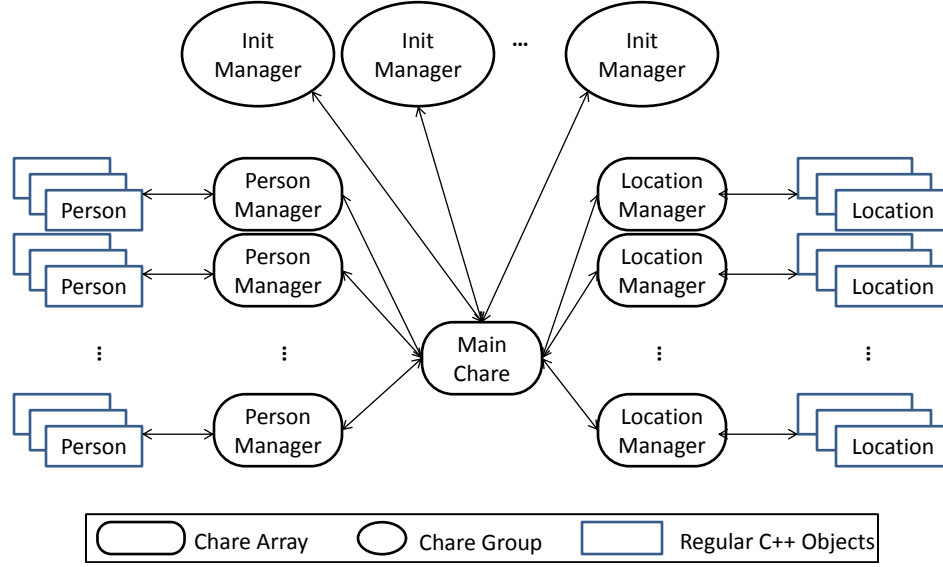 Init
Manager
Init
Manager
...
Init
Manager
Person
Person
Manager
Location
Manager
Location
Person
Person
Manager
Location
Manager
Location
...
...
Main
Chare
...
...
Person
Person
Manager
Location
Manager
Location
Chare Array
Chare Group
Regular C++ Objects